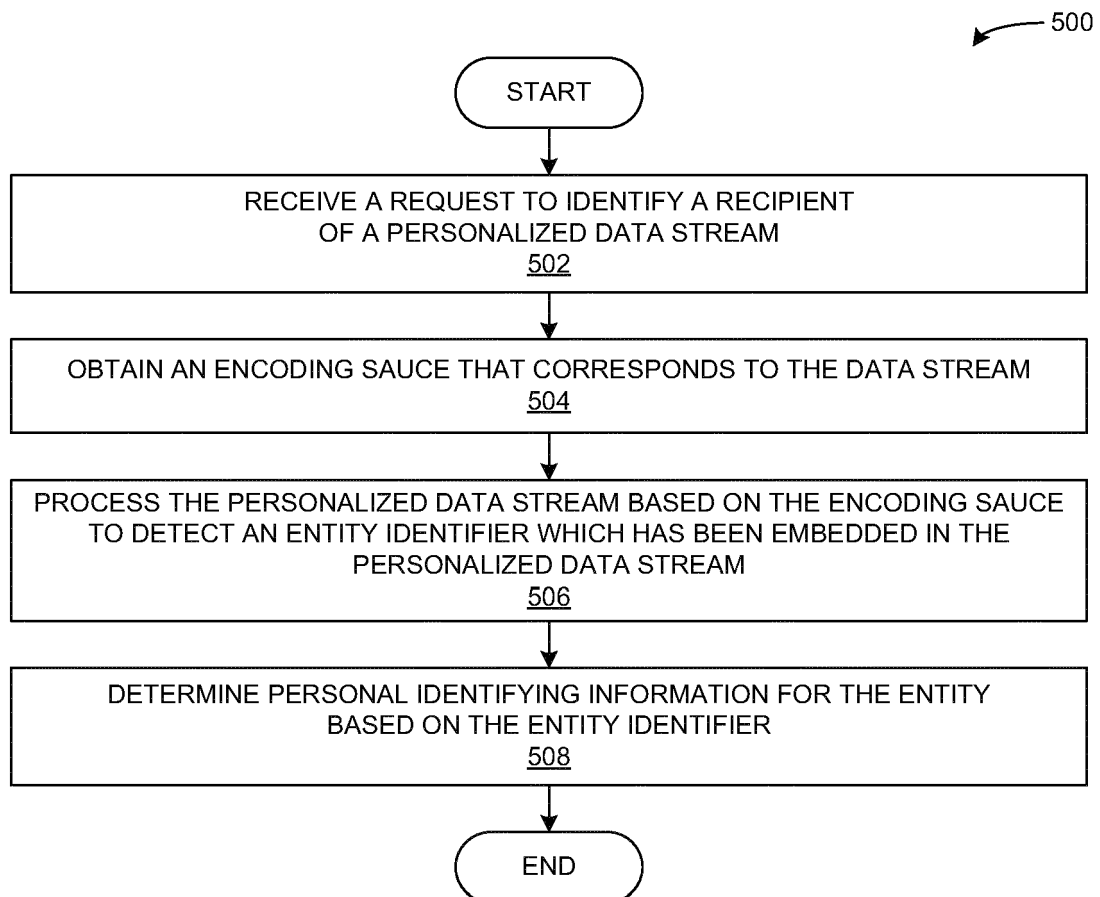 500
START
RECEIVE A REQUEST TO IDENTIFY A RECIPIENT
OF A PERSONALIZED DATA STREAM
502
OBTAIN AN ENCODING SAUCE THAT CORRESPONDS TO THE DATA STREAM
504
PROCESS THE PERSONALIZED DATA STREAM BASED ON THE ENCODING SAUCE
TO DETECT AN ENTITY IDENTIFIER WHICH HAS BEEN EMBEDDED IN THE
PERSONALIZED DATA STREAM
506
DETERMINE PERSONAL IDENTIFYING INFORMATION FOR THE ENTITY
BASED ON THE ENTITY IDENTIFIER
508
END